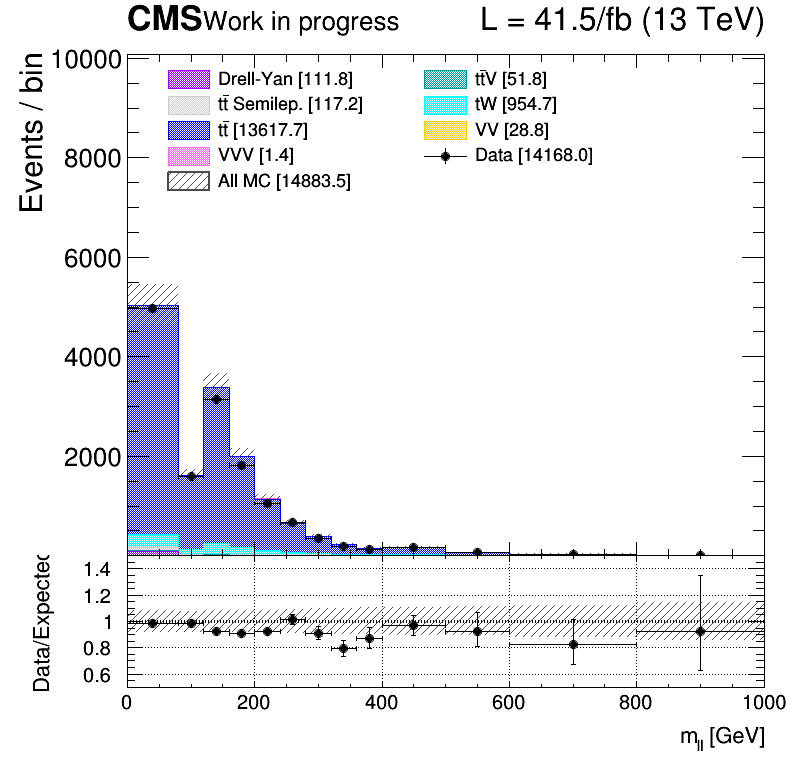 CMS Work in progress L = 41.5/fb (13 TeV)
Events / bin
10000
8000
6000
4000
2000
Drell-Yan [111.8]
tt̄ Semilep. [117.2]
tt̄ [13617.7]
VVV [1.4]
All MC [14883.5]
tt̄V [51.8]
tW [954.7]
VV [28.8]
Data [14168.0]
Data/Expected
1.4
1.2
1
0.8
0.6
0 200 400 600 800 1000
m_ll [GeV]